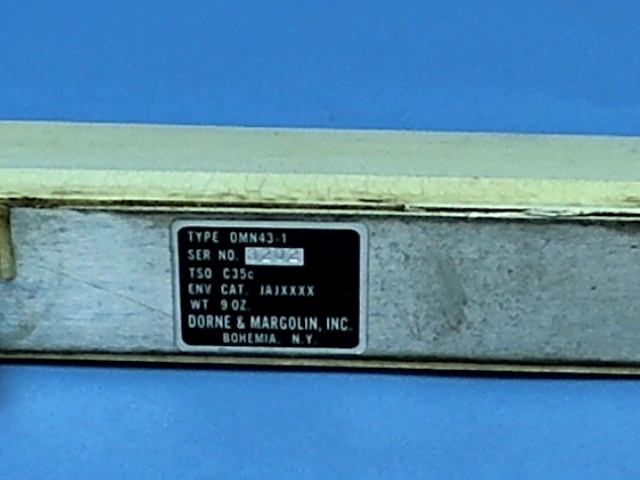 TYPE DMN43-1
SER NO.
TSO C35c
ENV CAT. JAJXXXX
WT 9 OZ.
DORNE & MARGOLIN, INC.
BOHEMIA. N.Y.